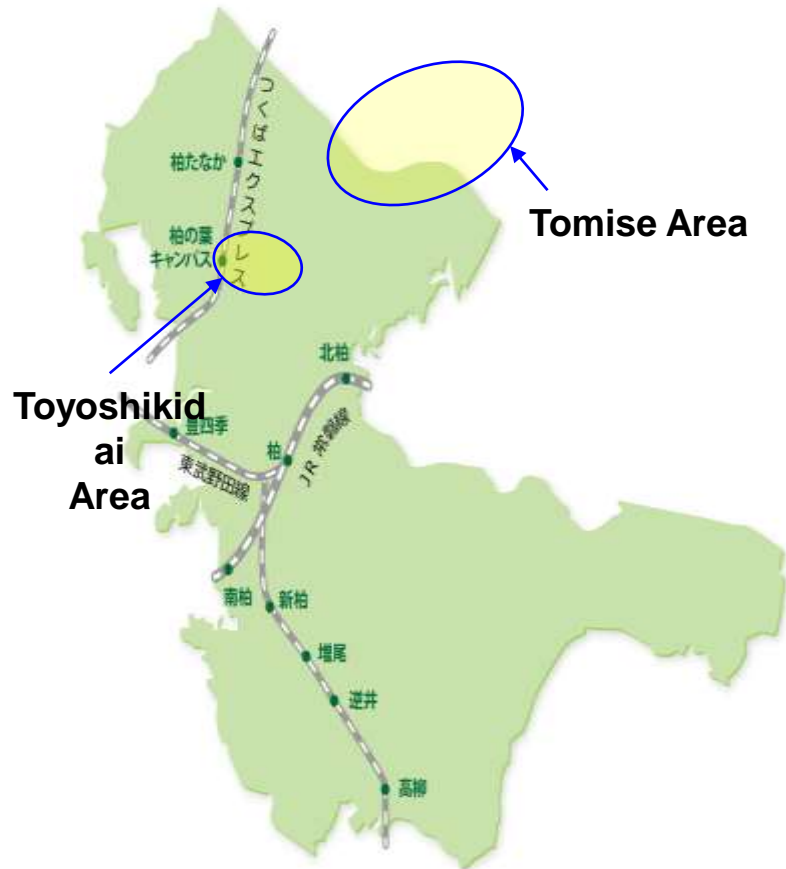 つくばエクスプレス
柏たなか
Tomise Area
柏の葉
キャンパス
北柏
Toyoshikid
ai
Area
豊四季
柏
JR 常磐線
東武野田線
南柏
新柏
増尾
逆井
高柳